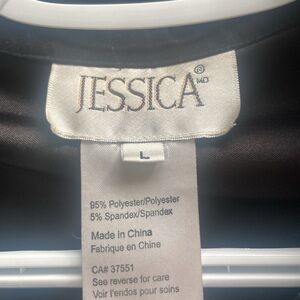 JESSICA ® MD
L
95% Polyester/Polyester
5% Spandex/Spandex
Made in China
Fabrique en Chine
CA# 37551
See reverse for care
Voir l'endos pour soins